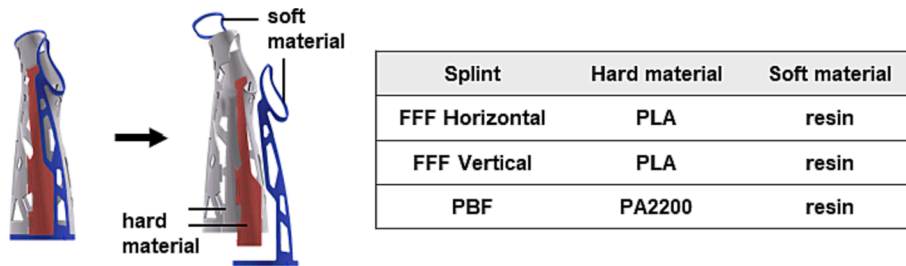 soft
material
hard
material
Splint Hard material Soft material
FFF Horizontal PLA resin
FFF Vertical PLA resin
PBF PA2200 resin